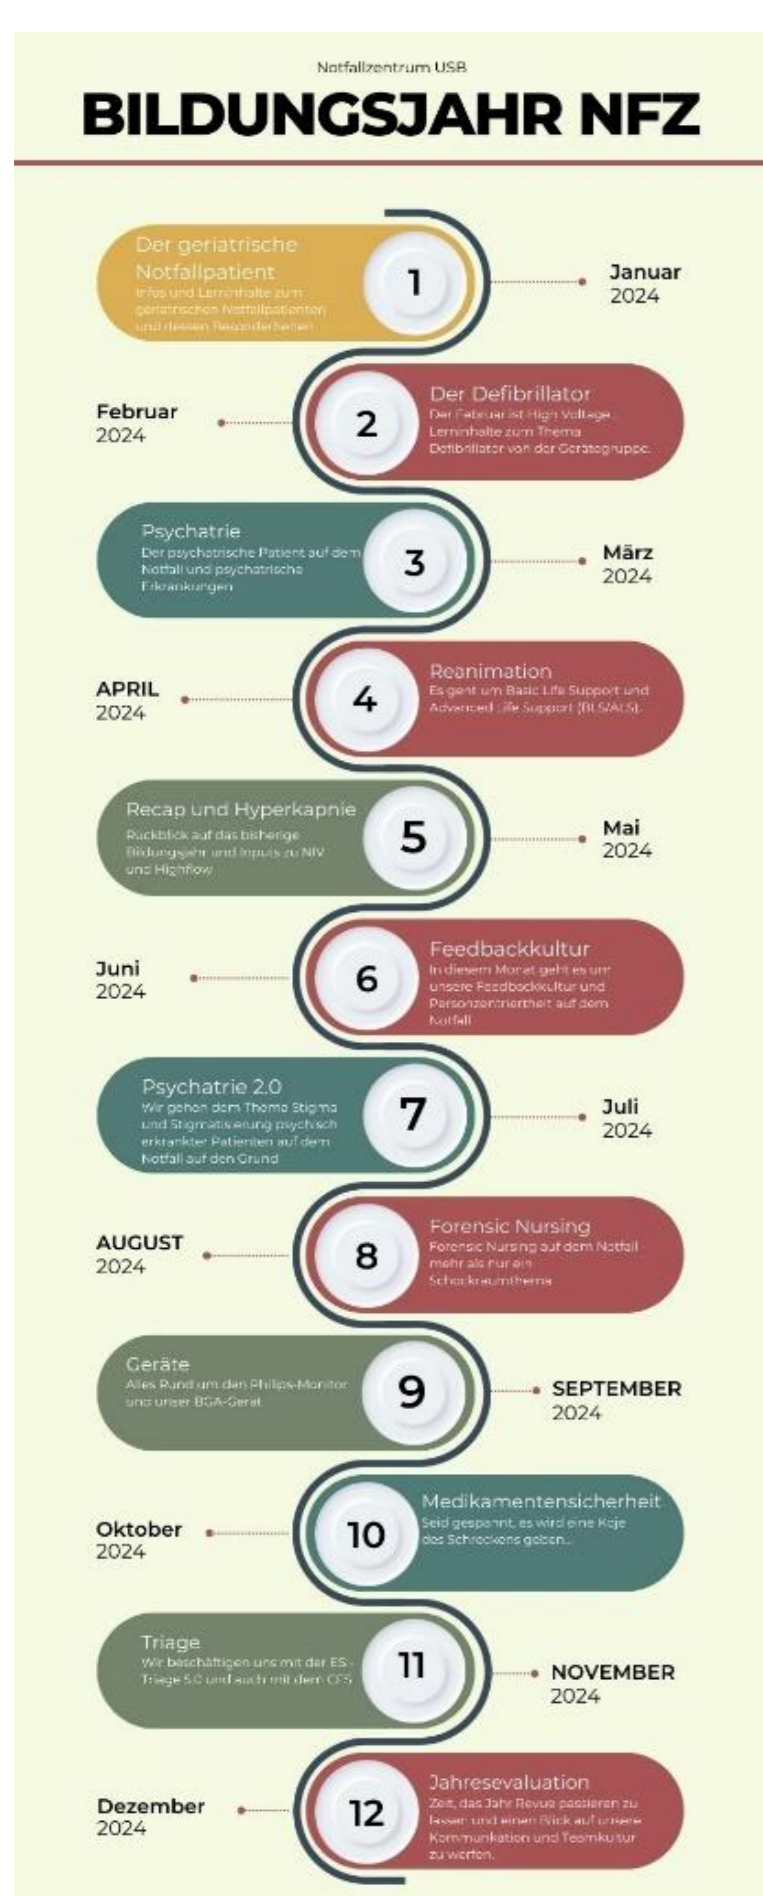 Notfallzentrum USB
BILDUNGSJAHR NFZ
Der geriatrische
Notfallpatient
Infos und Lerninhalte zum
geriatrischen Notfallpatienten
und dessen Besonderheiten
1
Januar
2024
Februar
2024
2
Der Defibrillator
Der Februar ist High Voltage.
Lerninhalte zum Thema
Defibrillator von der Gerätegruppe.
Psychatrie
Der psychatrische Patient auf dem
Notfall und psychatrische
Erkrankungen
3
März
2024
APRIL
2024
4
Reanimation
Es geht um Basic Life Support und
Advanced Life Support (BLS/ALS).
Recap und Hyperkapnie
Rückblick auf das bisherige
Bildungsjahr und Inputs zu NIV
und Highflow
5
Mai
2024
Juni
2024
6
Feedbackkultur
In diesem Monat geht es um
unsere Feedbackkultur und
Personzentriertheit auf dem
Notfall
Psychatrie 2.0
Wir gehen dem Thema Stigma
und Stigmatisierung psychisch
erkrankter Patienten auf dem
Notfall auf den Grund
7
Juli
2024
AUGUST
2024
8
Forensic Nursing
Forensic Nursing auf dem Notfall -
mehr als nur ein
Schockraumthema
Geräte
Alles Rund um den Philips-Monitor
und unser BGA-Gerät
9
SEPTEMBER
2024
Oktober
2024
10
Medikamentensicherheit
Seid gespannt, es wird eine Koje
des Schreckens geben...
Triage
Wir beschäftigen uns mit der ESI-
Triage 5.0 und auch mit dem CFS
11
NOVEMBER
2024
Dezember
2024
12
Jahresevaluation
Zeit, das Jahr Revue passieren zu
lassen und einen Blick auf unsere
Kommunkation und Teamkultur
zu werfen.